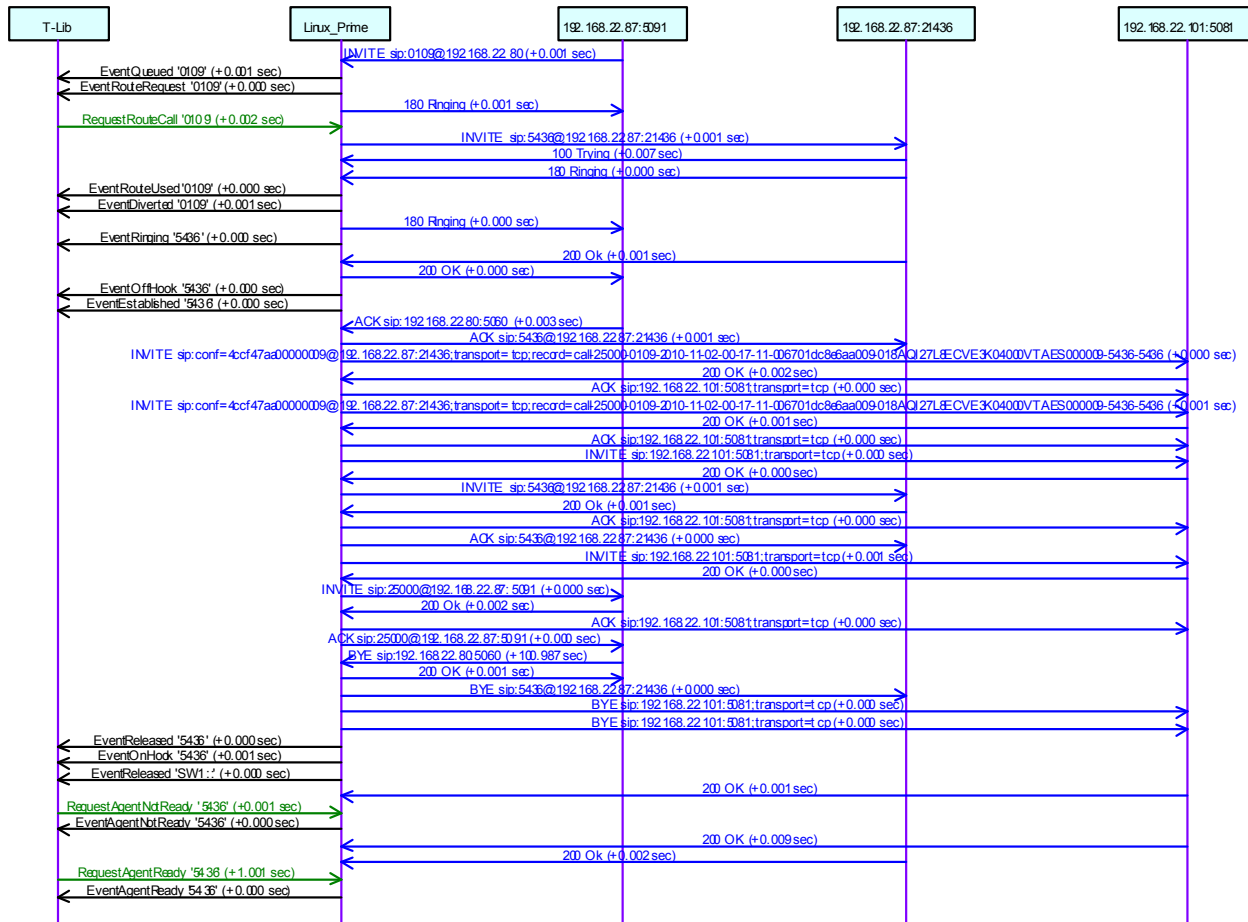 T-Lib
Linux_Prime
192.168.22.87:5091
192.168.22.87:21436
192.168.22.101:5081
INVITE sip:0109@192.168.22.80 (+0.001 sec)
EventQueued '0109' (+0.001 sec)
EventRouteRequest '0109' (+0.000 sec)
180 Ringing (+0.001 sec)
RequestRouteCall '0109' (+0.002 sec)
INVITE sip:5436@192.168.22.87:21436 (+0.001 sec)
100 Trying (+0.007 sec)
180 Ringing (+0.000 sec)
EventRouteUsed '0109' (+0.000 sec)
EventDiverted '0109' (+0.001 sec)
180 Ringing (+0.000 sec)
EventRinging '5436' (+0.000 sec)
200 Ok (+0.001 sec)
200 OK (+0.000 sec)
EventOffHook '5436' (+0.000 sec)
EventEstablished '5436' (+0.000 sec)
ACK sip:192.168.22.80:5060 (+0.003 sec)
ACK sip:5436@192.168.22.87:21436 (+0.001 sec)
INVITE sip:conf=4ccf47aa00000009@192.168.22.87:21436;transport=tcp;record=call-25000-0109-2010-11-02-00-17-11-006701dc8e6aa009-018AQI27L8ECVE3K04000VTAES000009-5436-5436 (+0.000 sec)
200 OK (+0.002 sec)
ACK sip:192.168.22.101:5081;transport=tcp (+0.000 sec)
INVITE sip:conf=4ccf47aa00000009@192.168.22.87:21436;transport=tcp;record=call-25000-0109-2010-11-02-00-17-11-006701dc8e6aa009-018AQI27L8ECVE3K04000VTAES000009-5436-5436 (+0.001 sec)
200 OK (+0.001 sec)
ACK sip:192.168.22.101:5081;transport=tcp (+0.000 sec)
INVITE sip:192.168.22.101:5081;transport=tcp (+0.000 sec)
200 OK (+0.000 sec)
INVITE sip:5436@192.168.22.87:21436 (+0.001 sec)
200 Ok (+0.001 sec)
ACK sip:192.168.22.101:5081;transport=tcp (+0.000 sec)
ACK sip:5436@192.168.22.87:21436 (+0.000 sec)
INVITE sip:192.168.22.101:5081;transport=tcp (+0.001 sec)
200 OK (+0.000 sec)
INVITE sip:25000@192.168.22.87:5091 (+0.000 sec)
200 Ok (+0.002 sec)
ACK sip:192.168.22.101:5081;transport=tcp (+0.000 sec)
ACK sip:25000@192.168.22.87:5091 (+0.000 sec)
BYE sip:192.168.22.80:5060 (+100.987 sec)
200 OK (+0.001 sec)
BYE sip:5436@192.168.22.87:21436 (+0.000 sec)
BYE sip:192.168.22.101:5081;transport=tcp (+0.000 sec)
BYE sip:192.168.22.101:5081;transport=tcp (+0.000 sec)
EventReleased '5436' (+0.000 sec)
EventOnHook '5436' (+0.001 sec)
EventReleased 'SW1::' (+0.000 sec)
200 OK (+0.001 sec)
RequestAgentNotReady '5436' (+0.001 sec)
EventAgentNotReady '5436' (+0.000 sec)
200 OK (+0.009 sec)
200 Ok (+0.002 sec)
RequestAgentReady '5436' (+1.001 sec)
EventAgentReady '5436' (+0.000 sec)